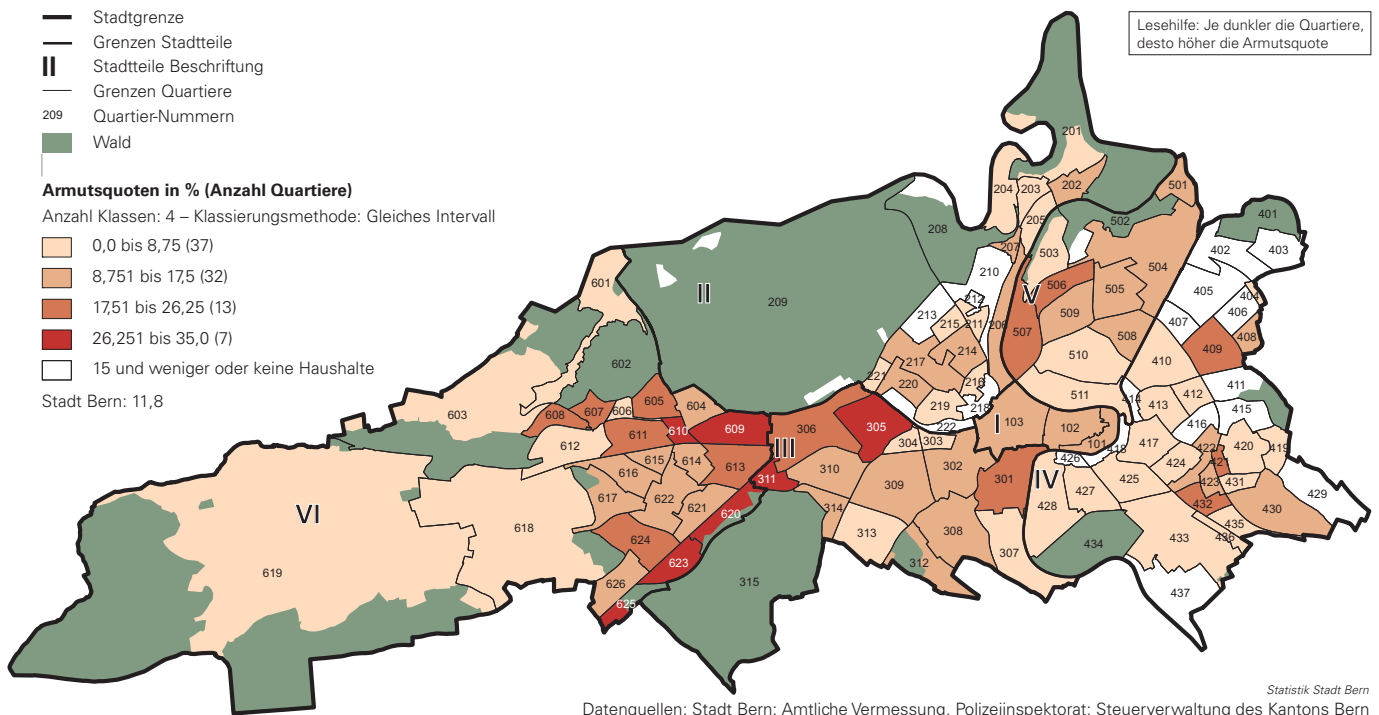 Stadtgrenze
Grenzen Stadtteile
II Stadtteile Beschriftung
Grenzen Quartiere
209 Quartier-Nummern
Wald
Armutsquoten in % (Anzahl Quartiere)
Anzahl Klassen: 4 – Klassierungsmethode: Gleiches Intervall
0,0 bis 8,75 (37)
8,751 bis 17,5 (32)
17,51 bis 26,25 (13)
26,251 bis 35,0 (7)
15 und weniger oder keine Haushalte
Stadt Bern: 11,8
Lesehilfe: Je dunkler die Quartiere,
desto höher die Armutsquote
201
204 203 202 501
205 502 401
208 207 503 402 403
210 504
601 II 209 V 506 505 405 404
212 213 215 211 206 509 407 406
507 508 408
602 217 214 510 410 409
221 220 216 411
603 608 607 606 605 604 219 218 511 414 413 412 415
610 609 306 305 222 I 103 102 416
612 611 III 304 303 101 418 417 422 420 419
615 614 613 310 302 426 424 421
616 311 309 301 IV 425 423 431 429
617 622 621 314 428 427 432 430
VI 618 620 313 308 435
624 434 433 436
619 623 312 307
626 315 437
625
Statistik Stadt Bern
Datenquellen: Stadt Bern: Amtliche Vermessung, Polizeiinspektorat; Steuerverwaltung des Kantons Bern